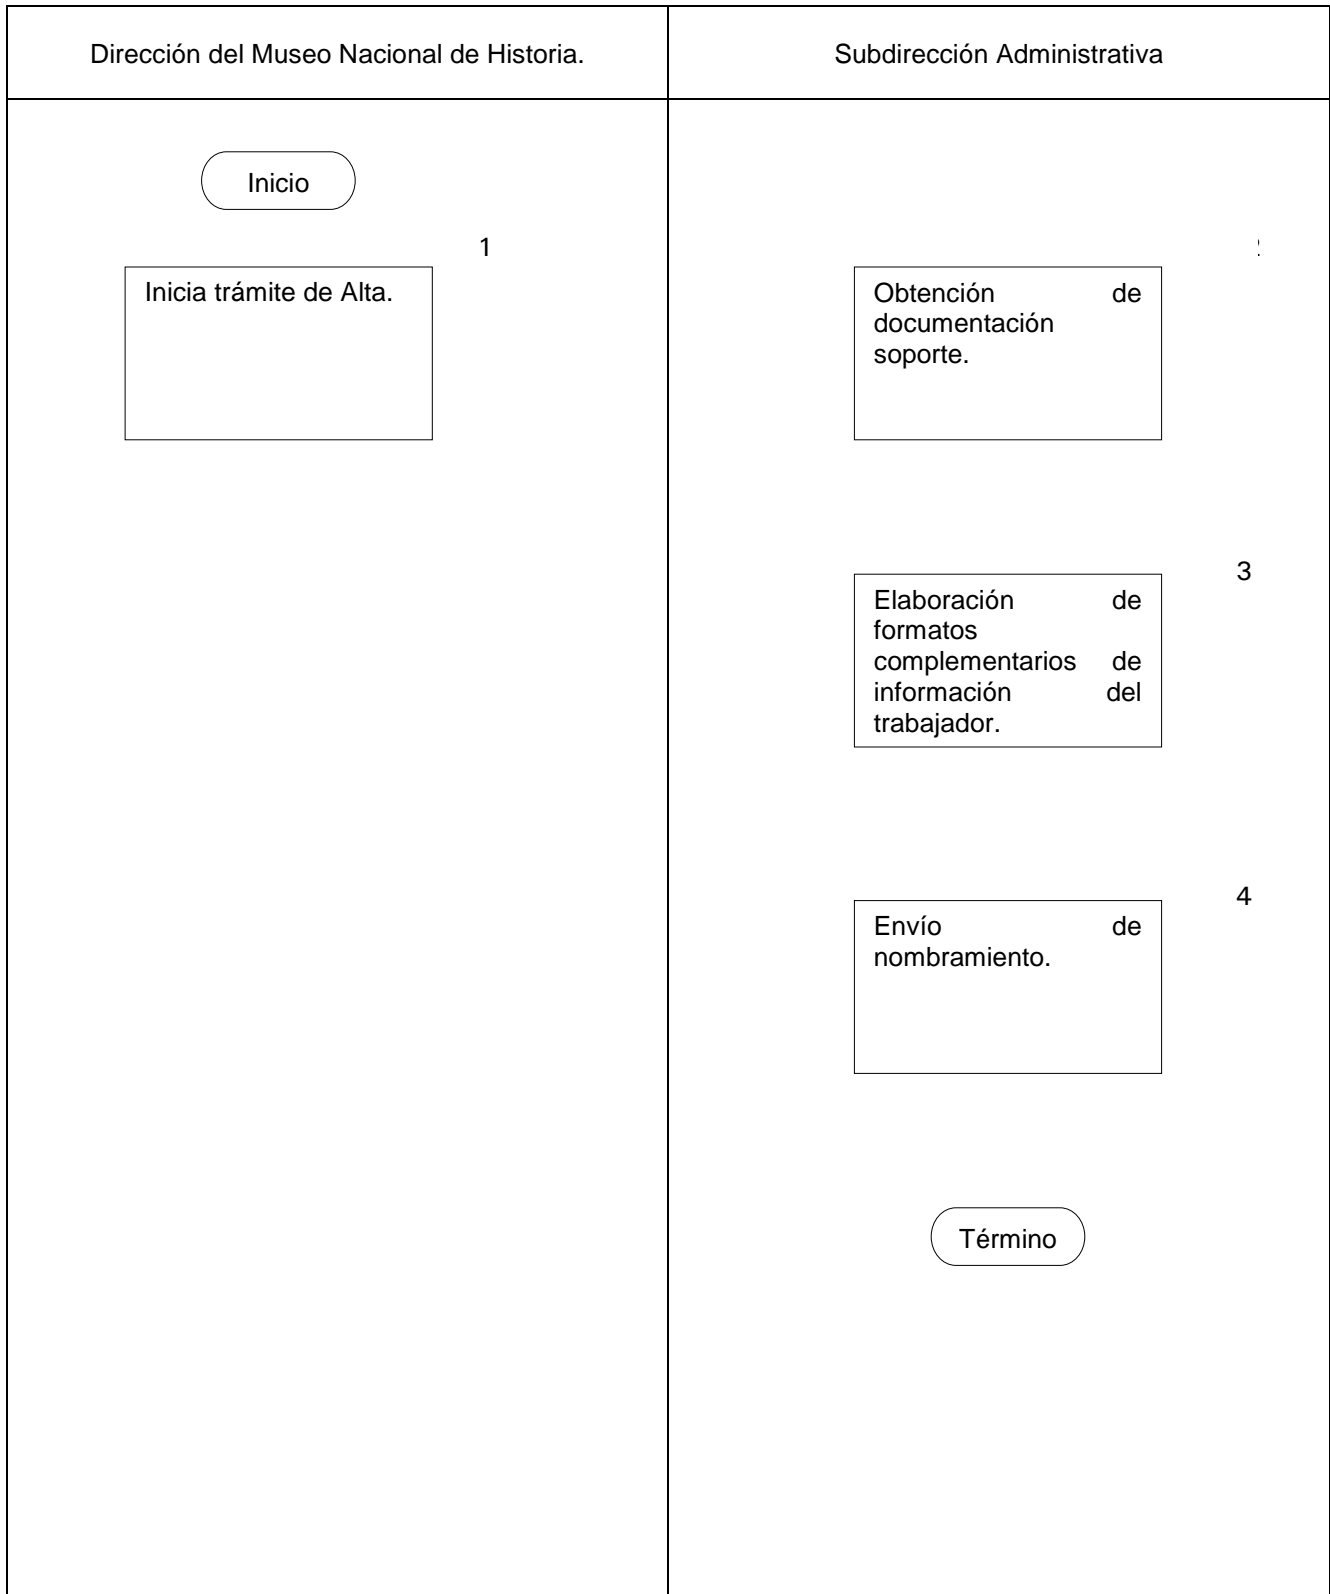 Dirección del Museo Nacional de Historia.
Subdirección Administrativa
Inicio
1
Inicia trámite de Alta.
Obtención de
documentación
soporte.
3
Elaboración de
formatos
complementarios de
información del
trabajador.
4
Envío de
nombramiento.
Término